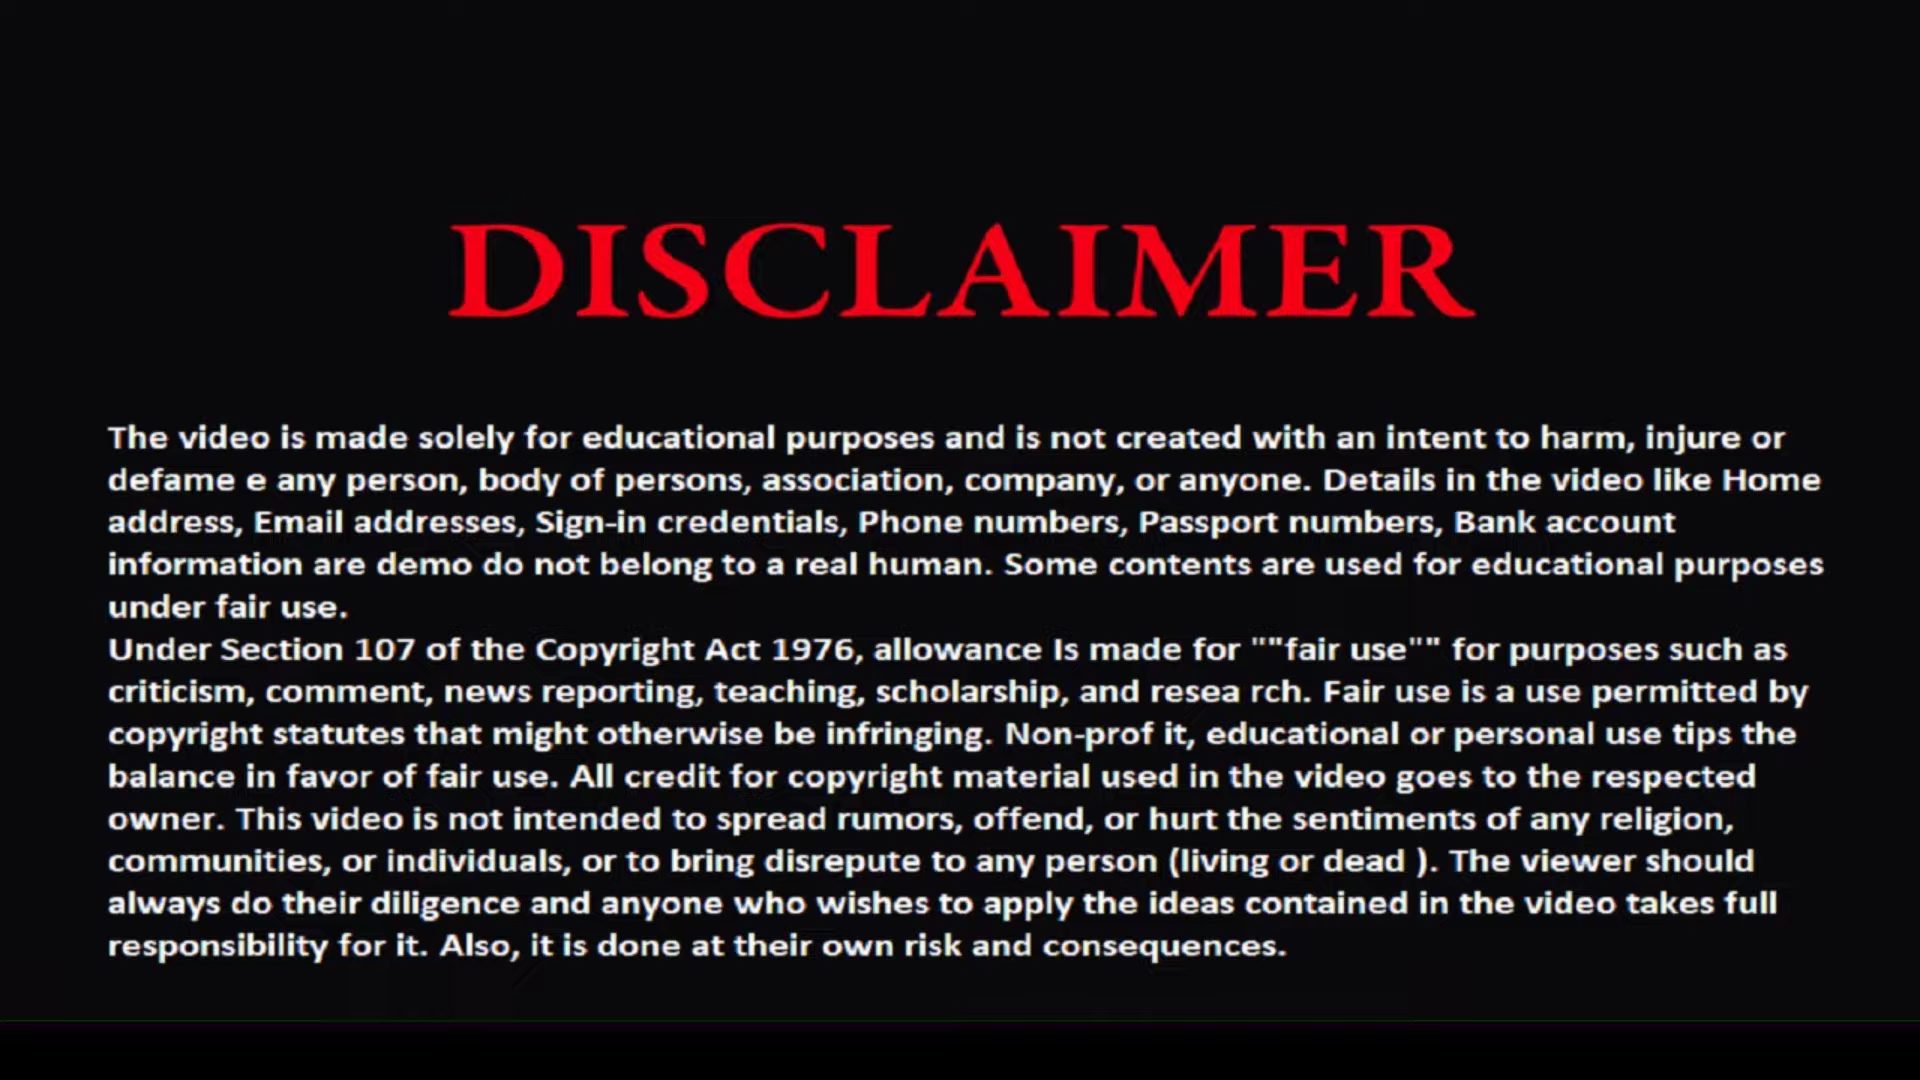 DISCLAIMER
The video is made solely for educational purposes and is not created with an intent to harm, injure or
defame e any person, body of persons, association, company, or anyone. Details in the video like Home
address, Email addresses, Sign-in credentials, Phone numbers, Passport numbers, Bank account
information are demo do not belong to a real human. Some contents are used for educational purposes
under fair use.
Under Section 107 of the Copyright Act 1976, allowance Is made for ""fair use"" for purposes such as
criticism, comment, news reporting, teaching, scholarship, and resea rch. Fair use is a use permitted by
copyright statutes that might otherwise be infringing. Non-prof it, educational or personal use tips the
balance in favor of fair use. All credit for copyright material used in the video goes to the respected
owner. This video is not intended to spread rumors, offend, or hurt the sentiments of any religion,
communities, or individuals, or to bring disrepute to any person (living or dead ). The viewer should
always do their diligence and anyone who wishes to apply the ideas contained in the video takes full
responsibility for it. Also, it is done at their own risk and consequences.